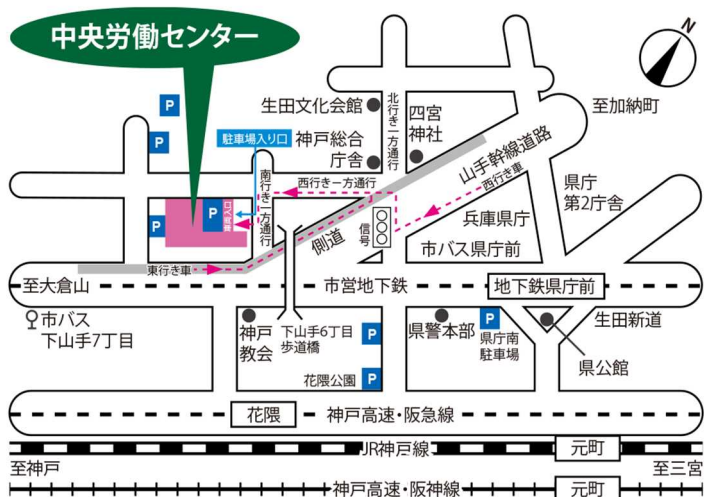 中央労働センター
N
P
P
P
P
駐車場入り口
車両入口
生田文化会館
神戸総合
庁舎
北行き一方通行
四宮
神社
至加納町
山手幹線道路
西行き車
西行き一方通行
南行き一方通行
県庁
第2庁舎
兵庫県庁
市バス県庁前
信号
側道
東行き車
至大倉山
市営地下鉄
地下鉄県庁前
市バス
下山手7丁目
神戸
教会
下山手6丁目
歩道橋
P
県警本部
P
県庁南
駐車場
生田新道
県公館
花隈公園
P
花隈
神戸高速・阪急線
JR神戸線
元町
至神戸
至三宮
神戸高速・阪神線
元町